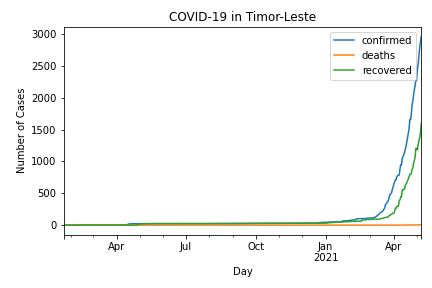 COVID-19 in Timor-Leste
Number of Cases
3000
2500
2000
1500
1000
500
0
confirmed
deaths
recovered
Apr
Jul
Oct
Jan
2021
Apr
Day